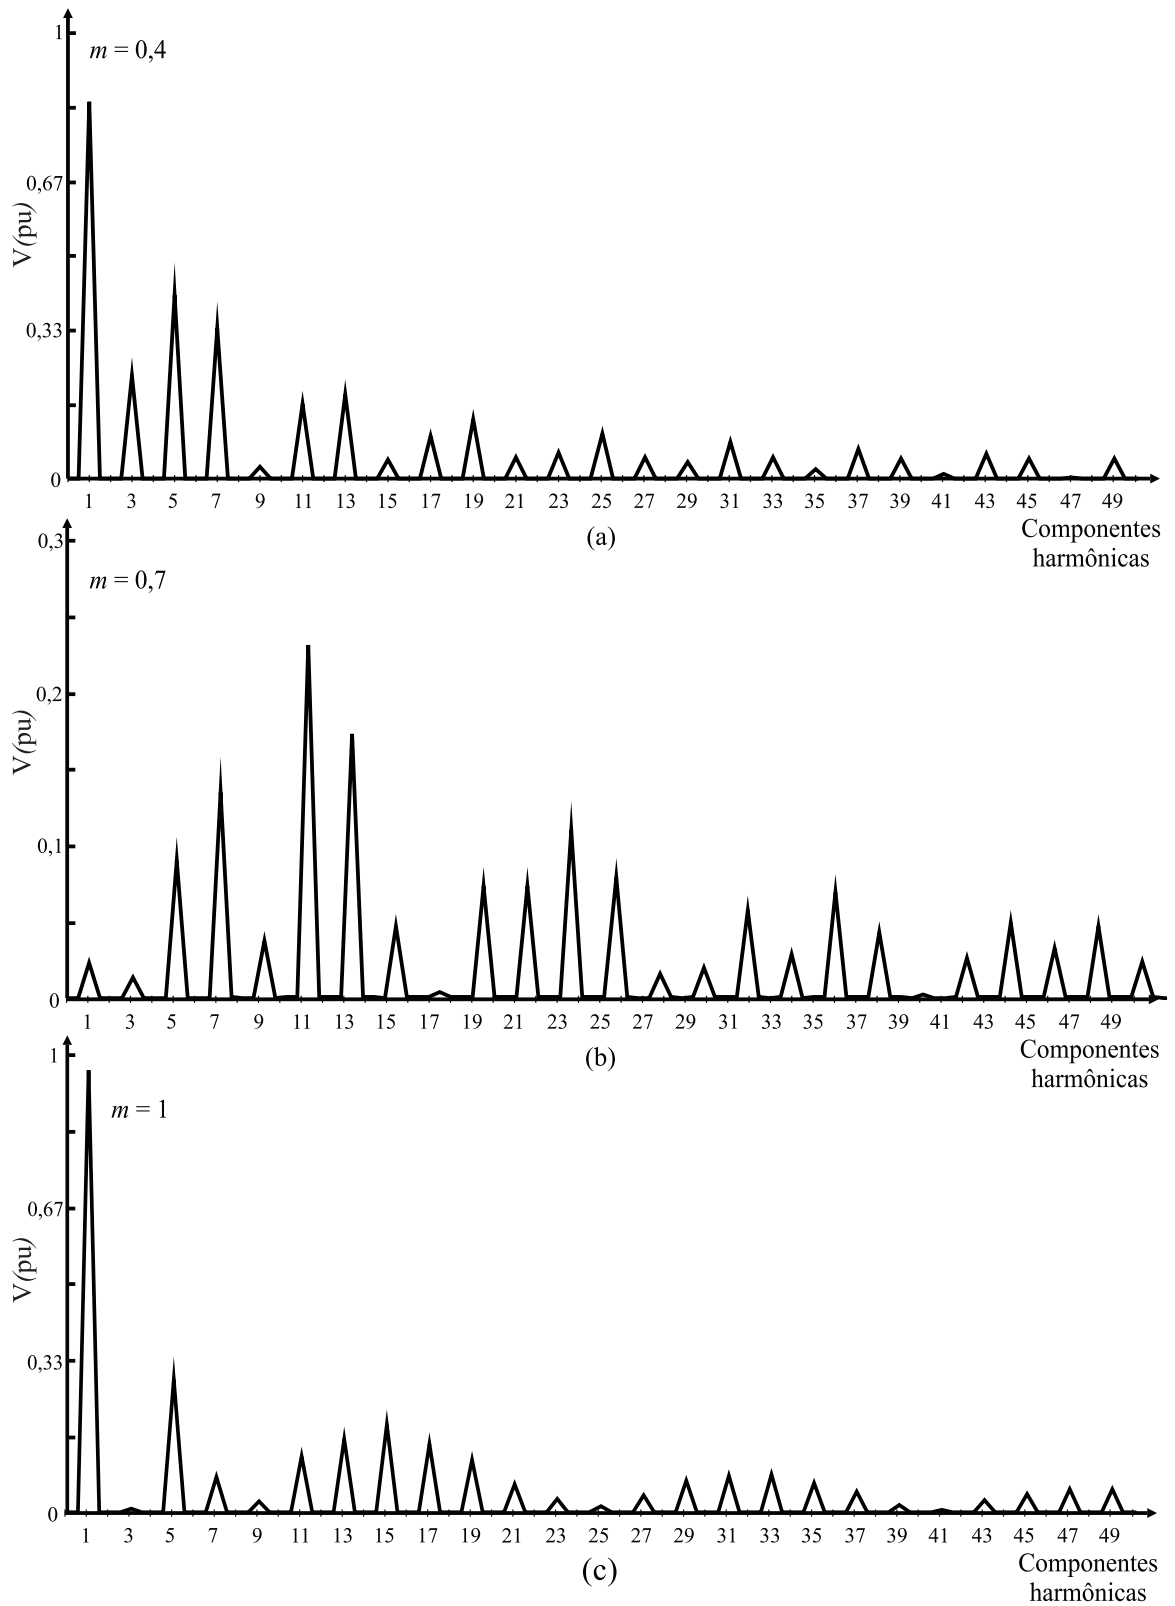 1
m = 0,4
0,67
V(pu)
0,33
0
1 3 5 7 9 11 13 15 17 19 21 23 25 27 29 31 33 35 37 39 41 43 45 47 49
(a)
Componentes
harmônicas
0,3
m = 0,7
0,2
V(pu)
0,1
0
1 3 5 7 9 11 13 15 17 19 21 23 25 27 29 31 33 35 37 39 41 43 45 47 49
(b)
Componentes
harmônicas
1
m = 1
0,67
V(pu)
0,33
0
1 3 5 7 9 11 13 15 17 19 21 23 25 27 29 31 33 35 37 39 41 43 45 47 49
(c)
Componentes
harmônicas